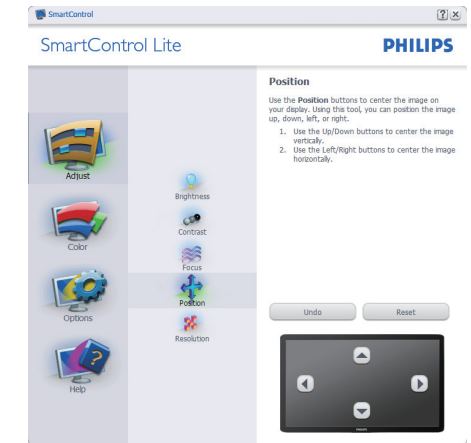 SmartControl
SmartControl Lite
PHILIPS
Adjust
Color
Options
Help
Brightness
Contrast
Focus
Position
Resolution
Position
Use the Position buttons to center the image on
your display. Using this tool, you can position the image
up, down, left, or right.
1. Use the Up/Down buttons to center the image
vertically.
2. Use the Left/Right buttons to center the image
horizontally.
Undo
Reset
PHILIPS